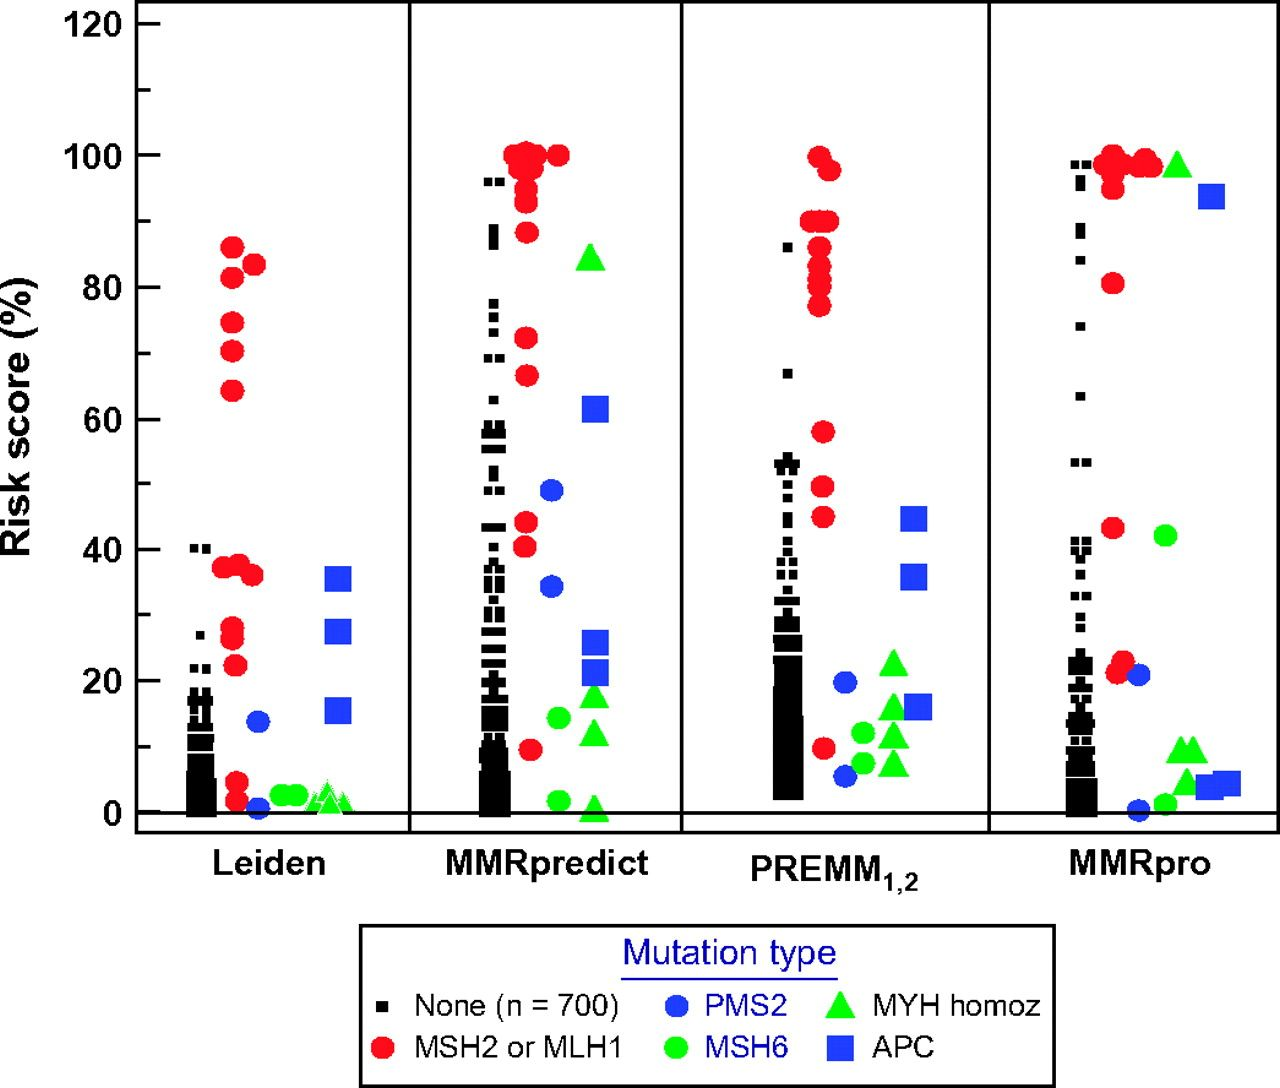 120
100
80
60
40
20
0
Risk score (%)
Leiden MMRpredict PREMM1,2 MMRpro
Mutation type
None (n = 700) PMS2 MYH homoz
MSH2 or MLH1 MSH6 APC